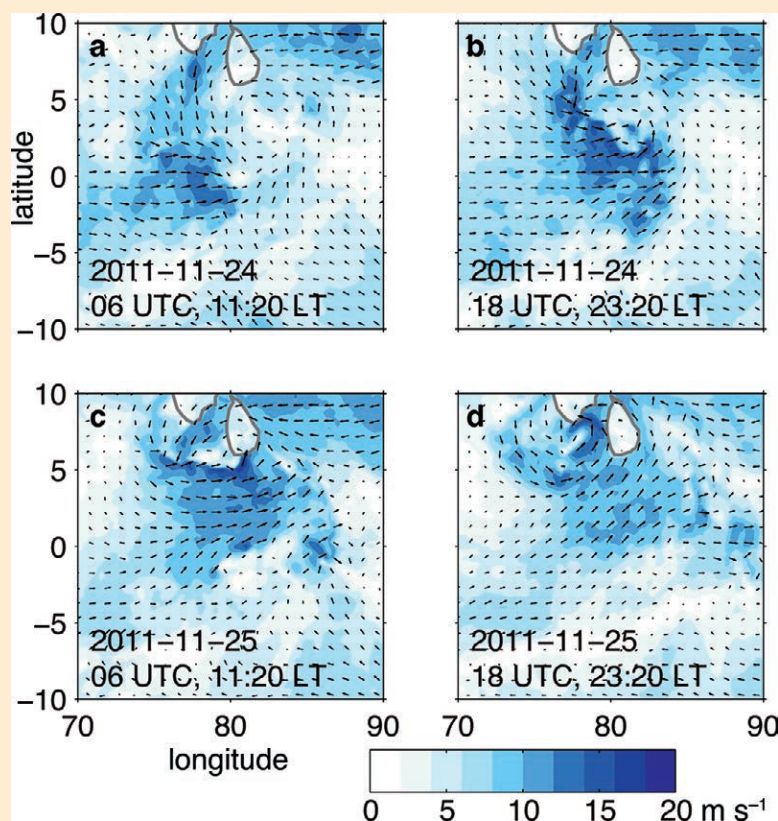 10
a
b
5
0
−5
−10
latitude
2011−11−24
06 UTC, 11:20 LT
2011−11−24
18 UTC, 23:20 LT
10
c
d
5
0
−5
−10
2011−11−25
06 UTC, 11:20 LT
2011−11−25
18 UTC, 23:20 LT
70 80 90 70 80 90
longitude
0 5 10 15 20 m s⁻¹